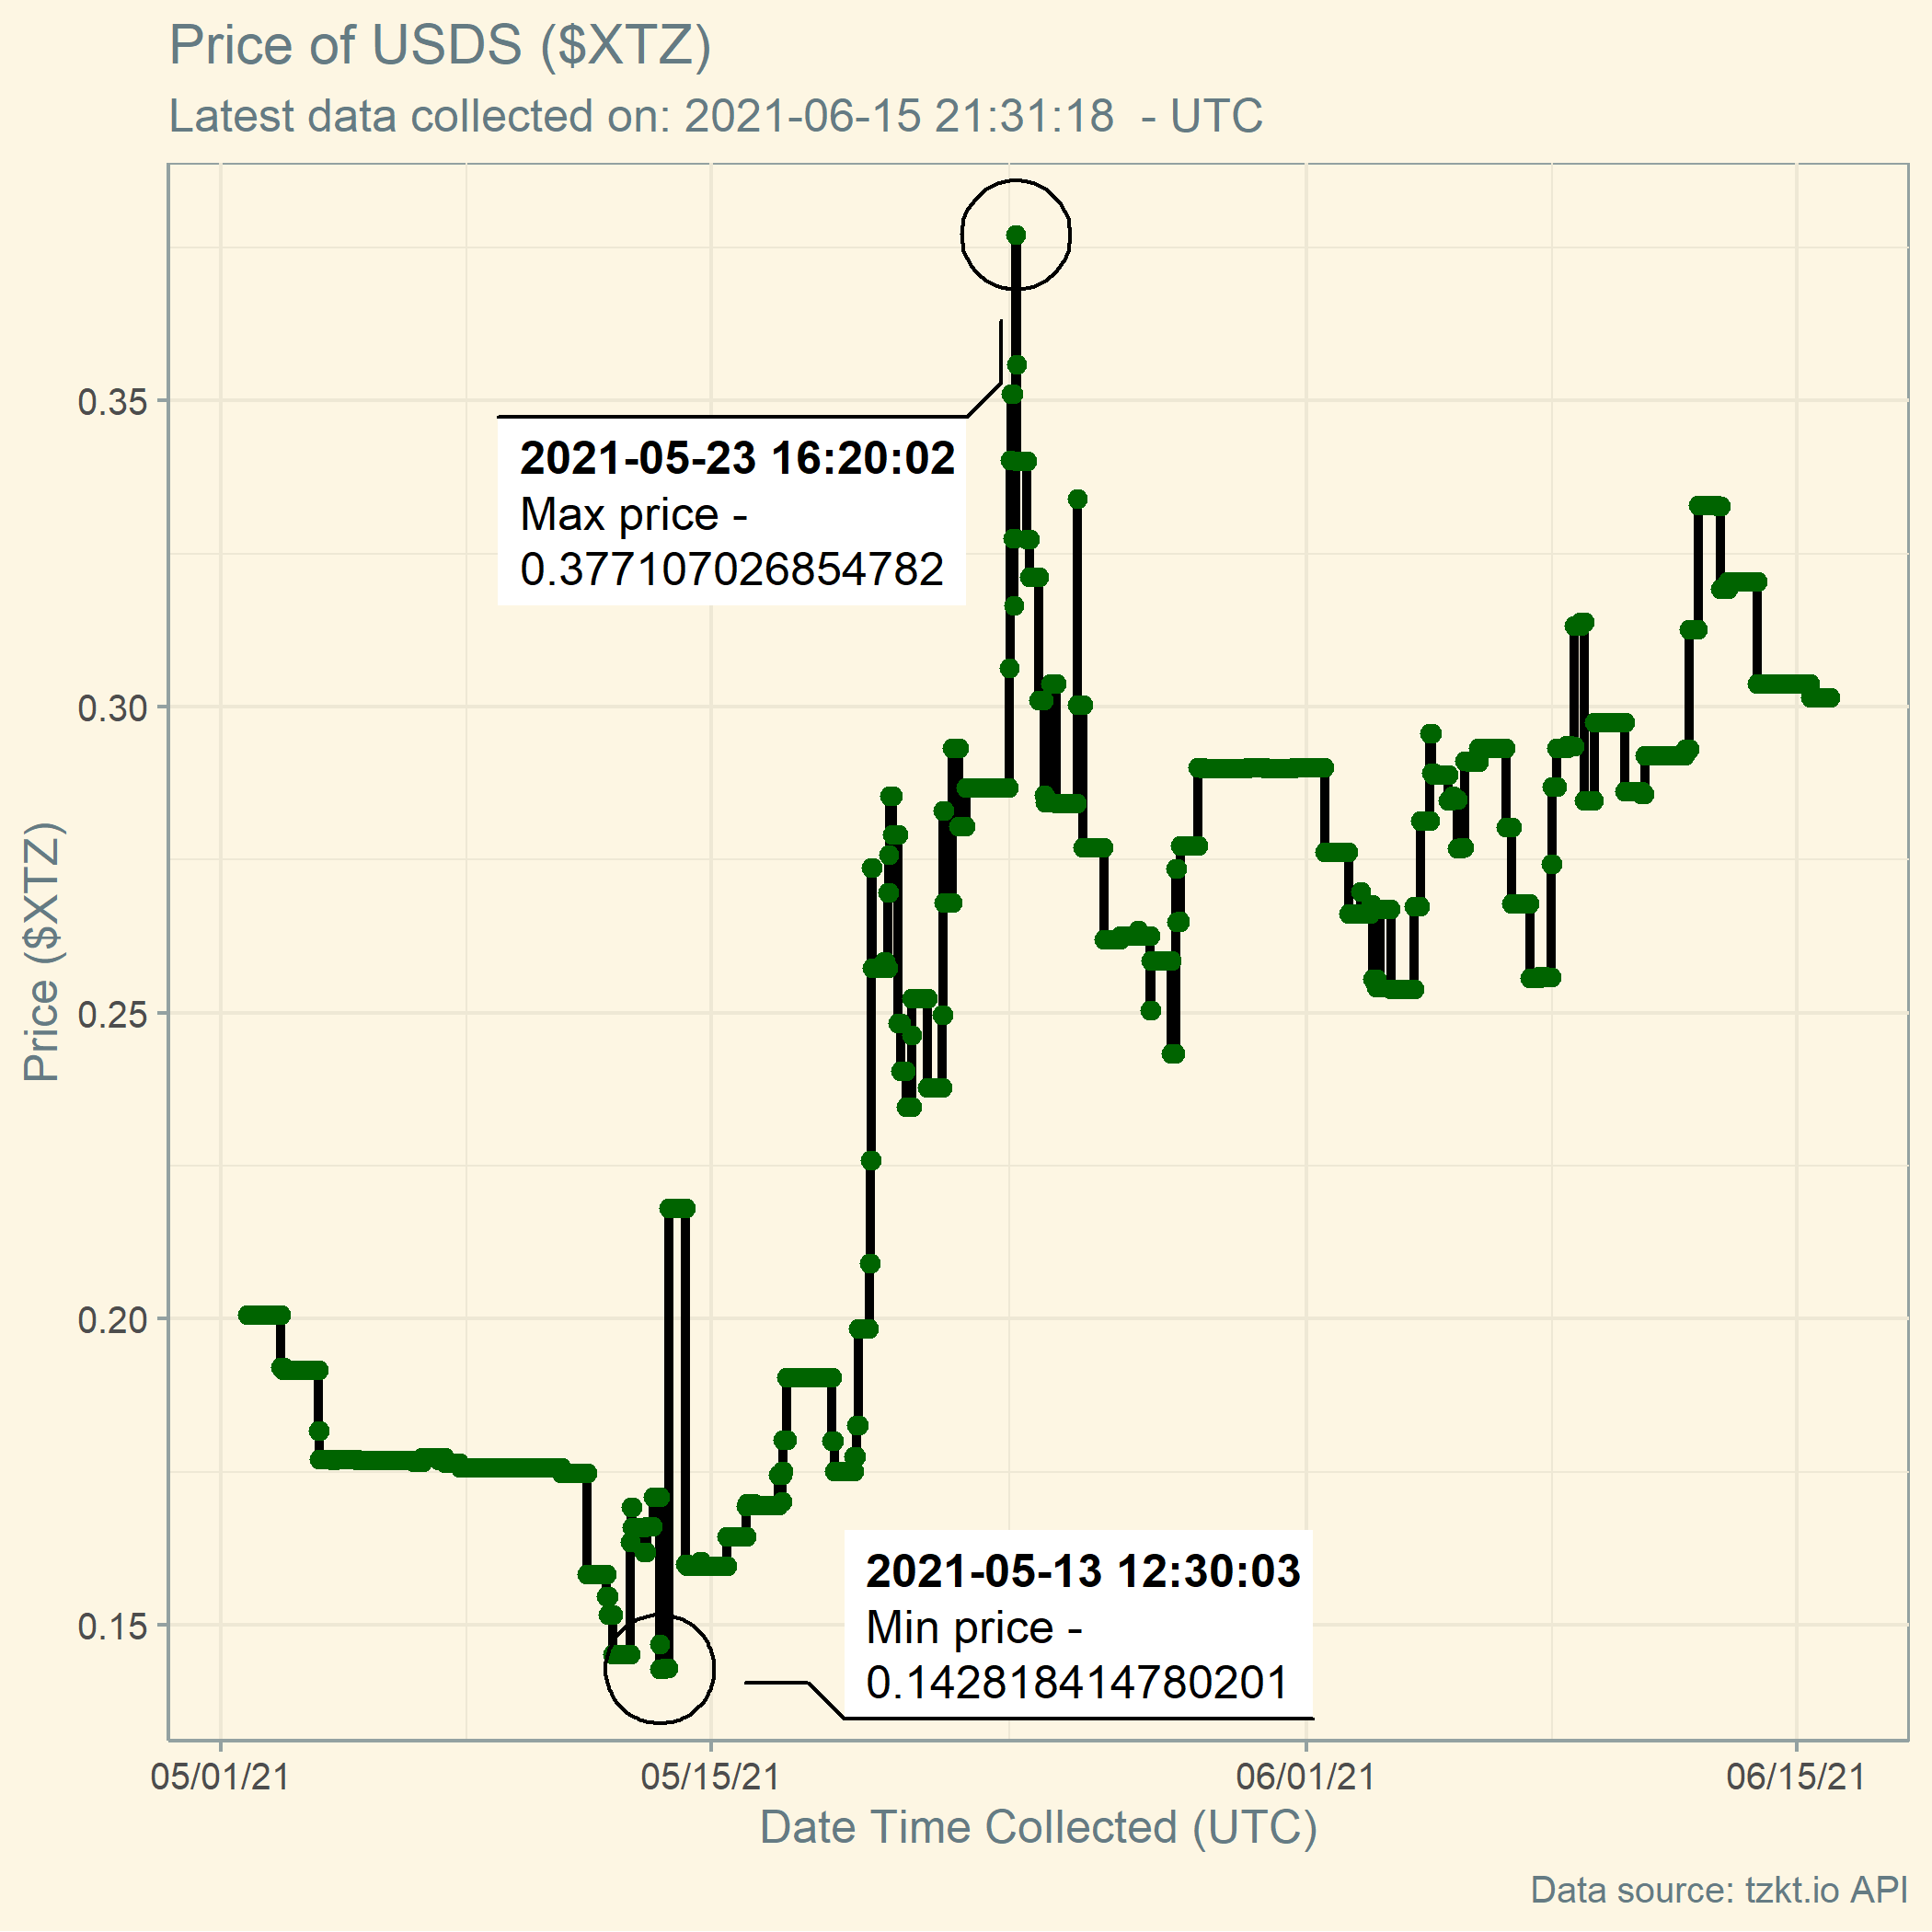 Price of USDS ($XTZ)
Latest data collected on: 2021-06-15 21:31:18  - UTC
Price ($XTZ)
0.35
0.30
0.25
0.20
0.15
2021-05-23 16:20:02
Max price -
0.377107026854782
2021-05-13 12:30:03
Min price -
0.142818414780201
05/01/21
05/15/21
06/01/21
06/15/21
Date Time Collected (UTC)
Data source: tzkt.io API